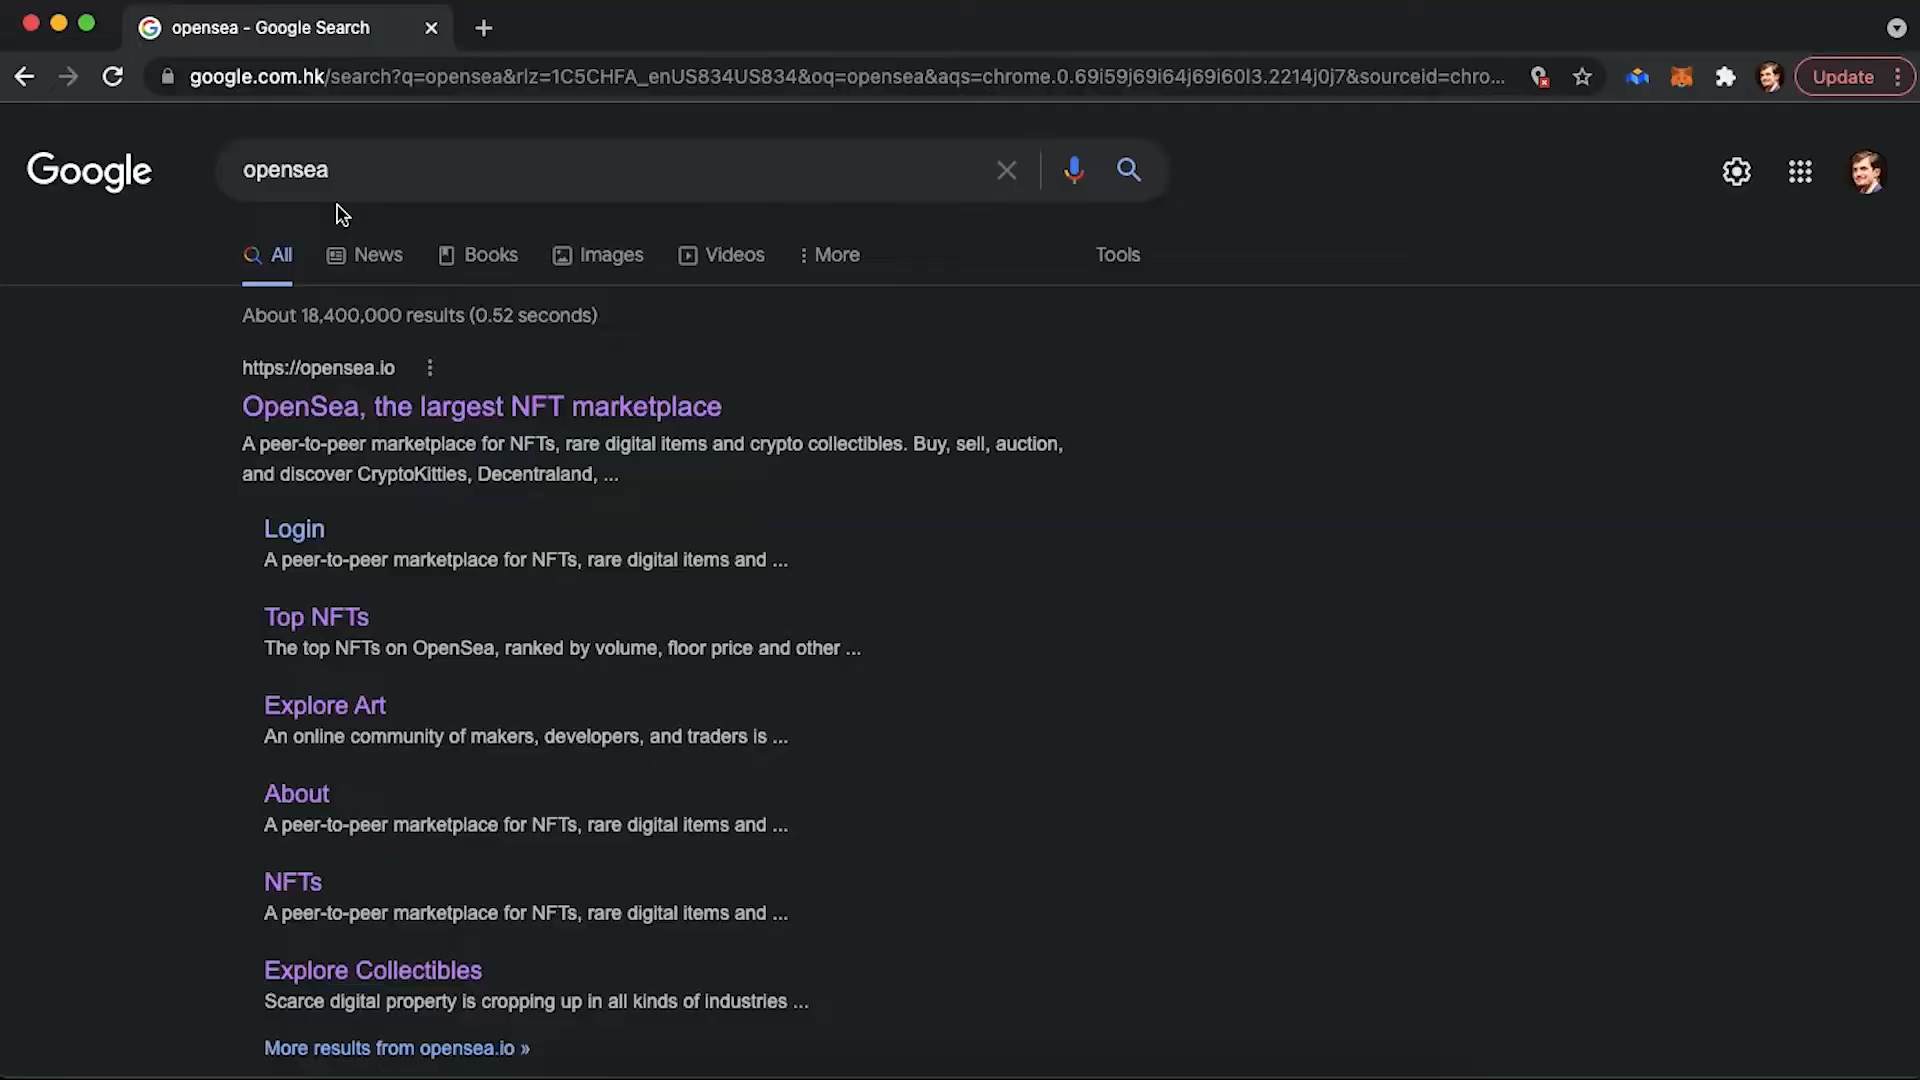 opensea - Google Search
google.com.hk/search?q=opensea&rlz=1C5CHFA_enUS834US834&oq=opensea&aqs=chrome.0.69i59j69i64j69i60l3.2214j0j7&sourceid=chro...
Update
Google
opensea
All
News
Books
Images
Videos
More
Tools
About 18,400,000 results (0.52 seconds)
https://opensea.io
OpenSea, the largest NFT marketplace
A peer-to-peer marketplace for NFTs, rare digital items and crypto collectibles. Buy, sell, auction,
and discover CryptoKitties, Decentraland, ...
Login
A peer-to-peer marketplace for NFTs, rare digital items and ...
Top NFTs
The top NFTs on OpenSea, ranked by volume, floor price and other ...
Explore Art
An online community of makers, developers, and traders is ...
About
A peer-to-peer marketplace for NFTs, rare digital items and ...
NFTs
A peer-to-peer marketplace for NFTs, rare digital items and ...
Explore Collectibles
Scarce digital property is cropping up in all kinds of industries ...
More results from opensea.io »